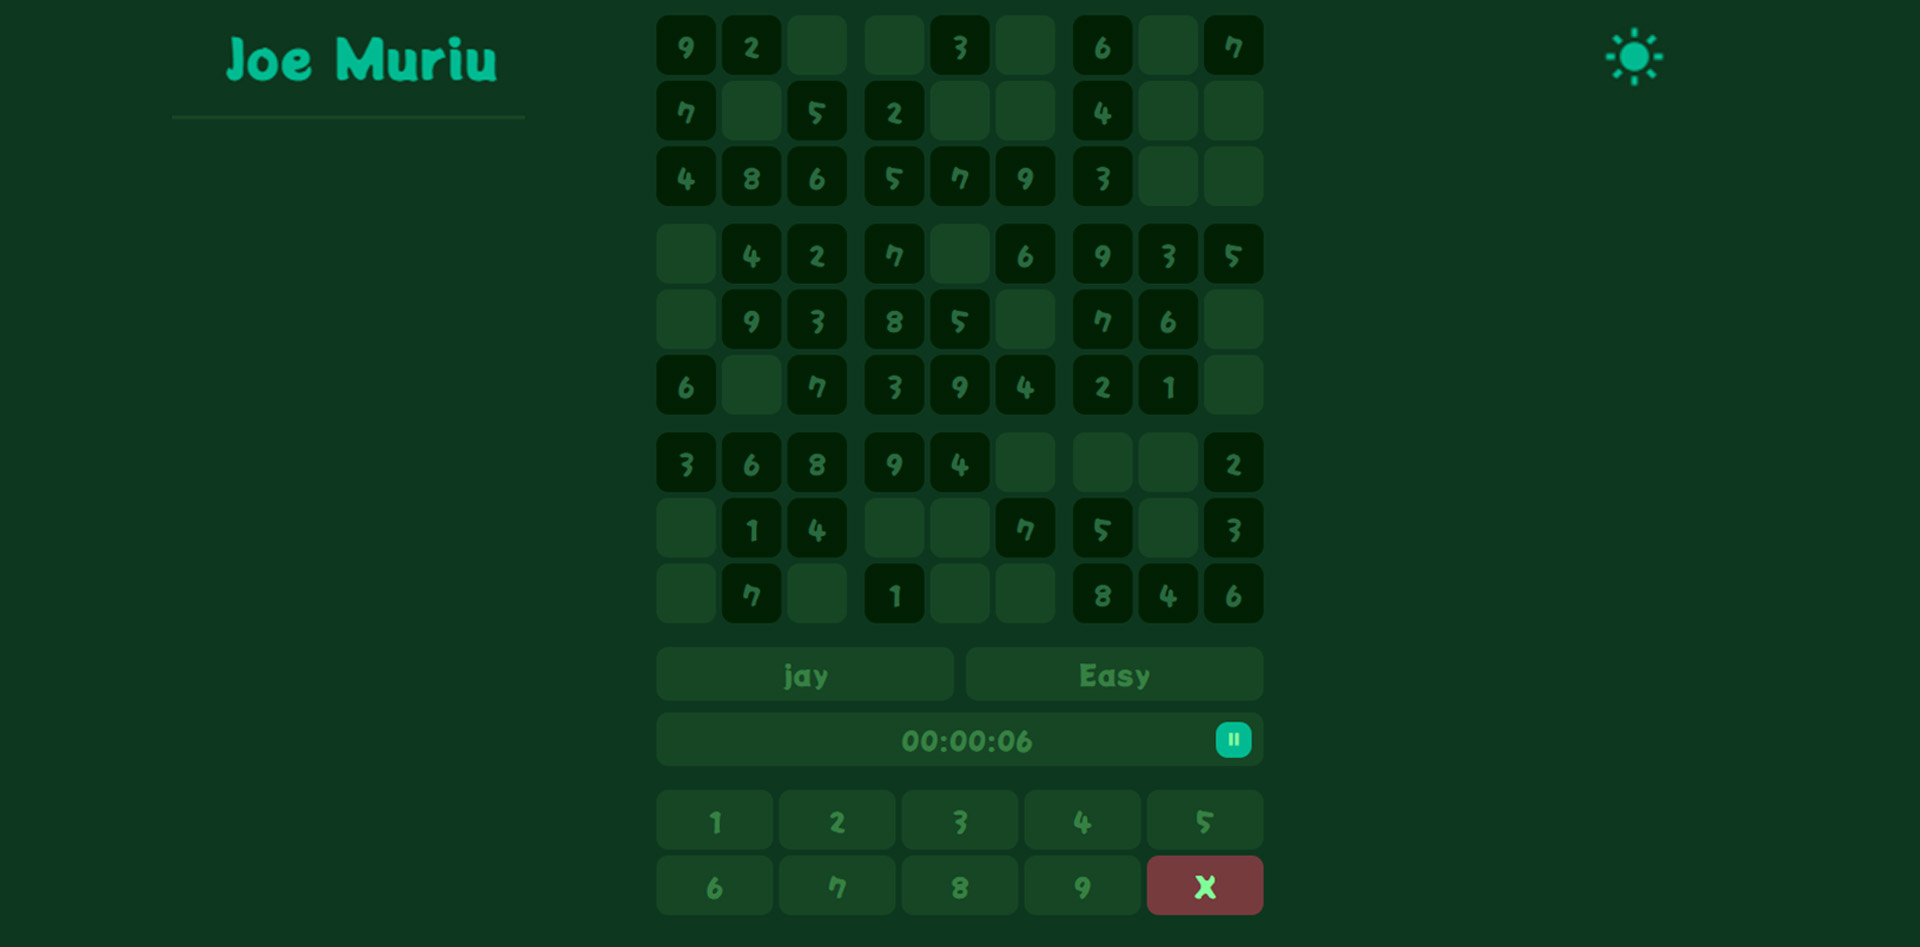 Joe Muriu
9 2 3 6 7
7 5 2 4
4 8 6 5 7 9 3
4 2 7 6 9 3 5
9 3 8 5 7 6
6 7 3 9 4 2 1
3 6 8 9 4 2
1 4 7 5 3
7 1 8 4 6
jay Easy
00:00:06
1 2 3 4 5
6 7 8 9 X